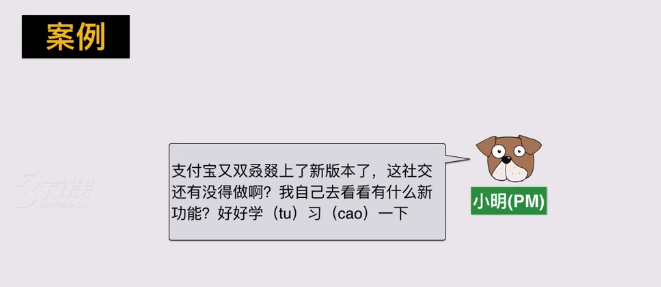 案例
支付宝又双叒叕上了新版本了，这社交
还有没得做啊？我自己去看看有什么新
功能？好好学（tu）习（cao）一下
小明(PM)